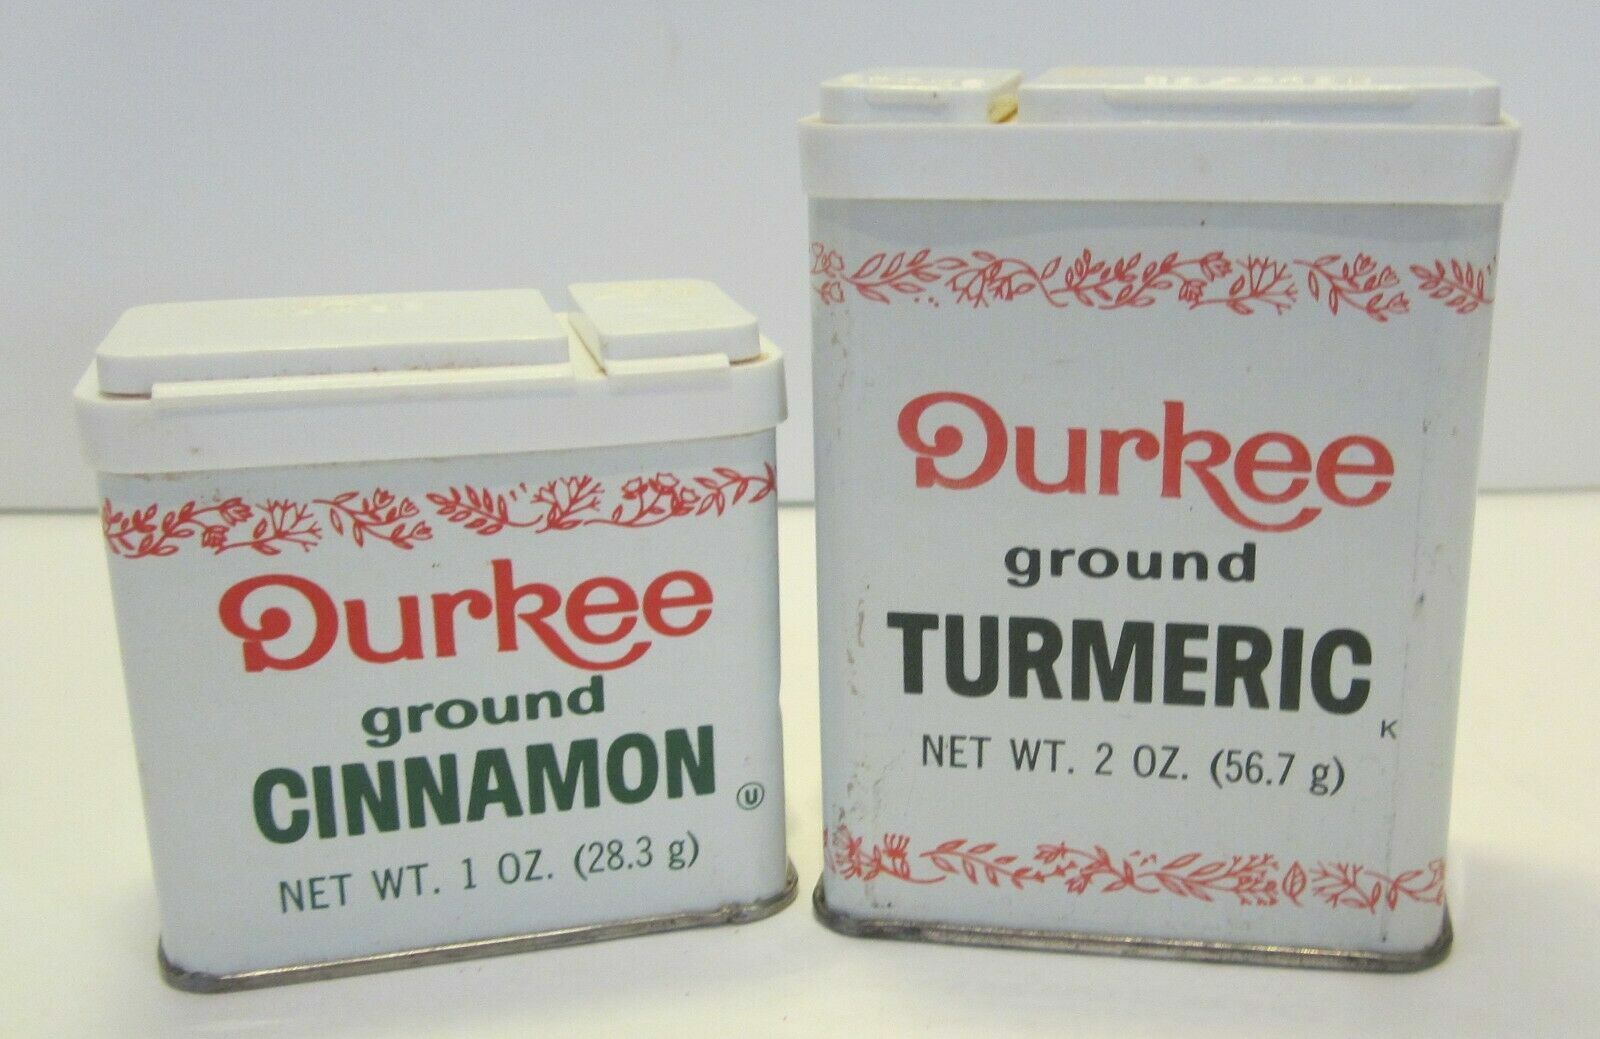 Durkee
ground
CINNAMON
U
NET WT. 1 OZ. (28.3 g)
Durkee
ground
TURMERIC
K
NET WT. 2 OZ. (56.7 g)